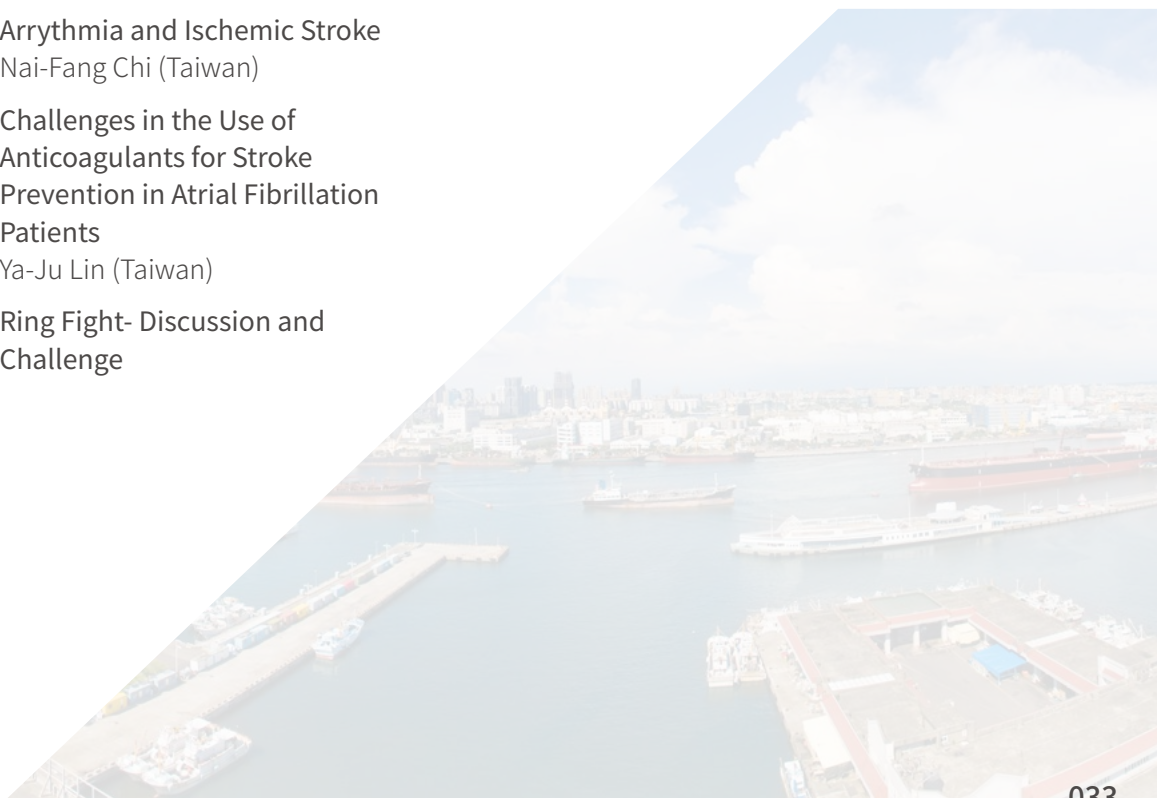 Arrythmia and Ischemic Stroke
Nai-Fang Chi (Taiwan)
Challenges in the Use of
Anticoagulants for Stroke
Prevention in Atrial Fibrillation
Patients
Ya-Ju Lin (Taiwan)
Ring Fight- Discussion and
Challenge
033